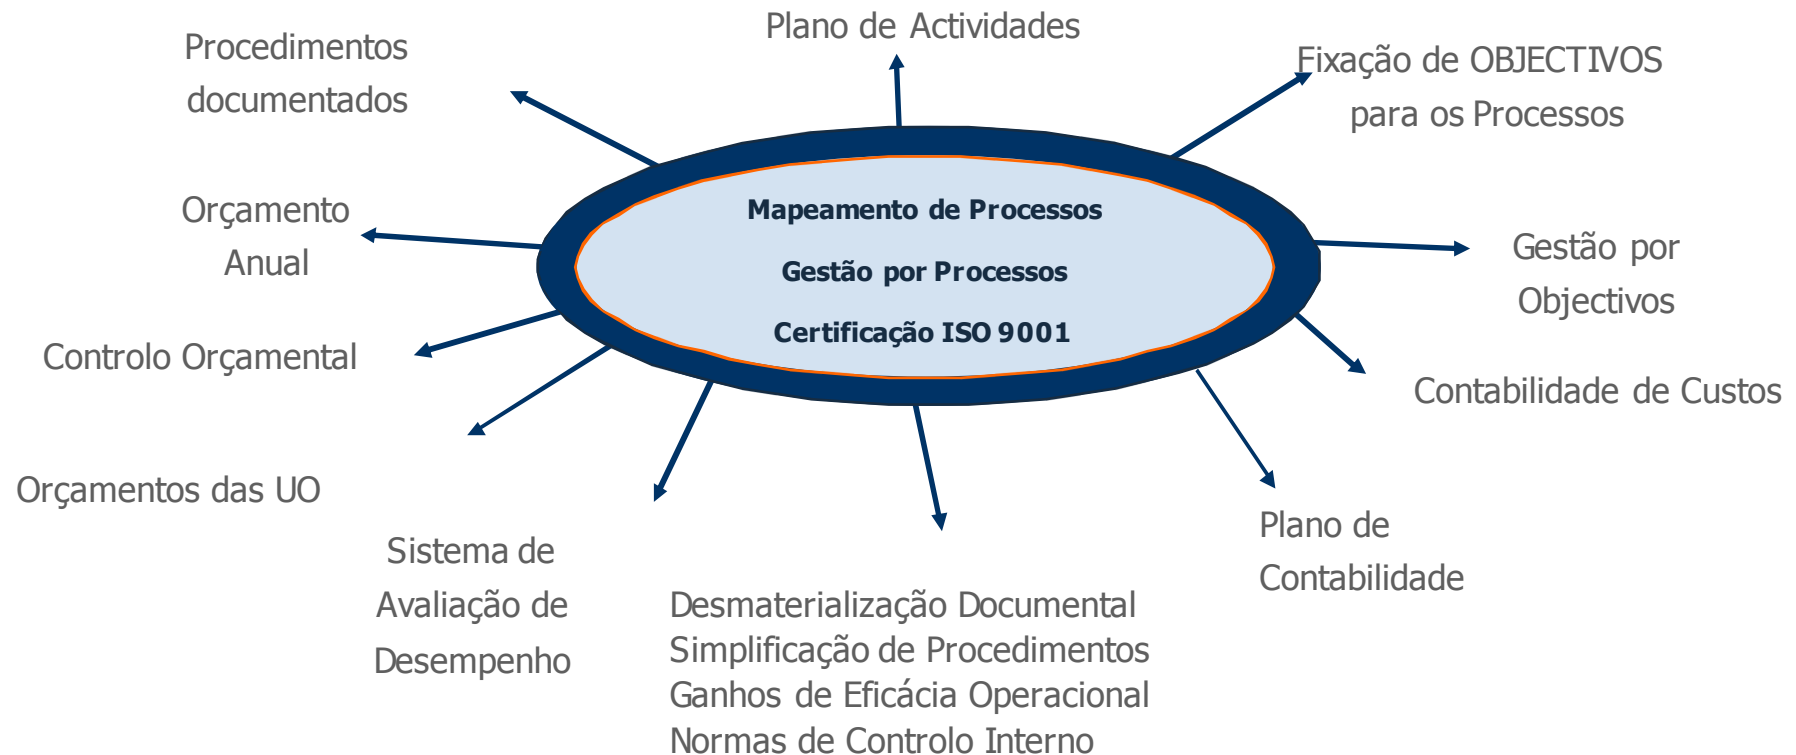 Plano de Actividades
Procedimentos
documentados
Fixação de OBJECTIVOS
para os Processos
Orçamento
Anual
Mapeamento de Processos
Gestão por Processos
Certificação ISO 9001
Gestão por
Objectivos
Controlo Orçamental
Contabilidade de Custos
Orçamentos das UO
Plano de
Contabilidade
Sistema de
Avaliação de
Desempenho
Desmaterialização Documental
Simplificação de Procedimentos
Ganhos de Eficácia Operacional
Normas de Controlo Interno